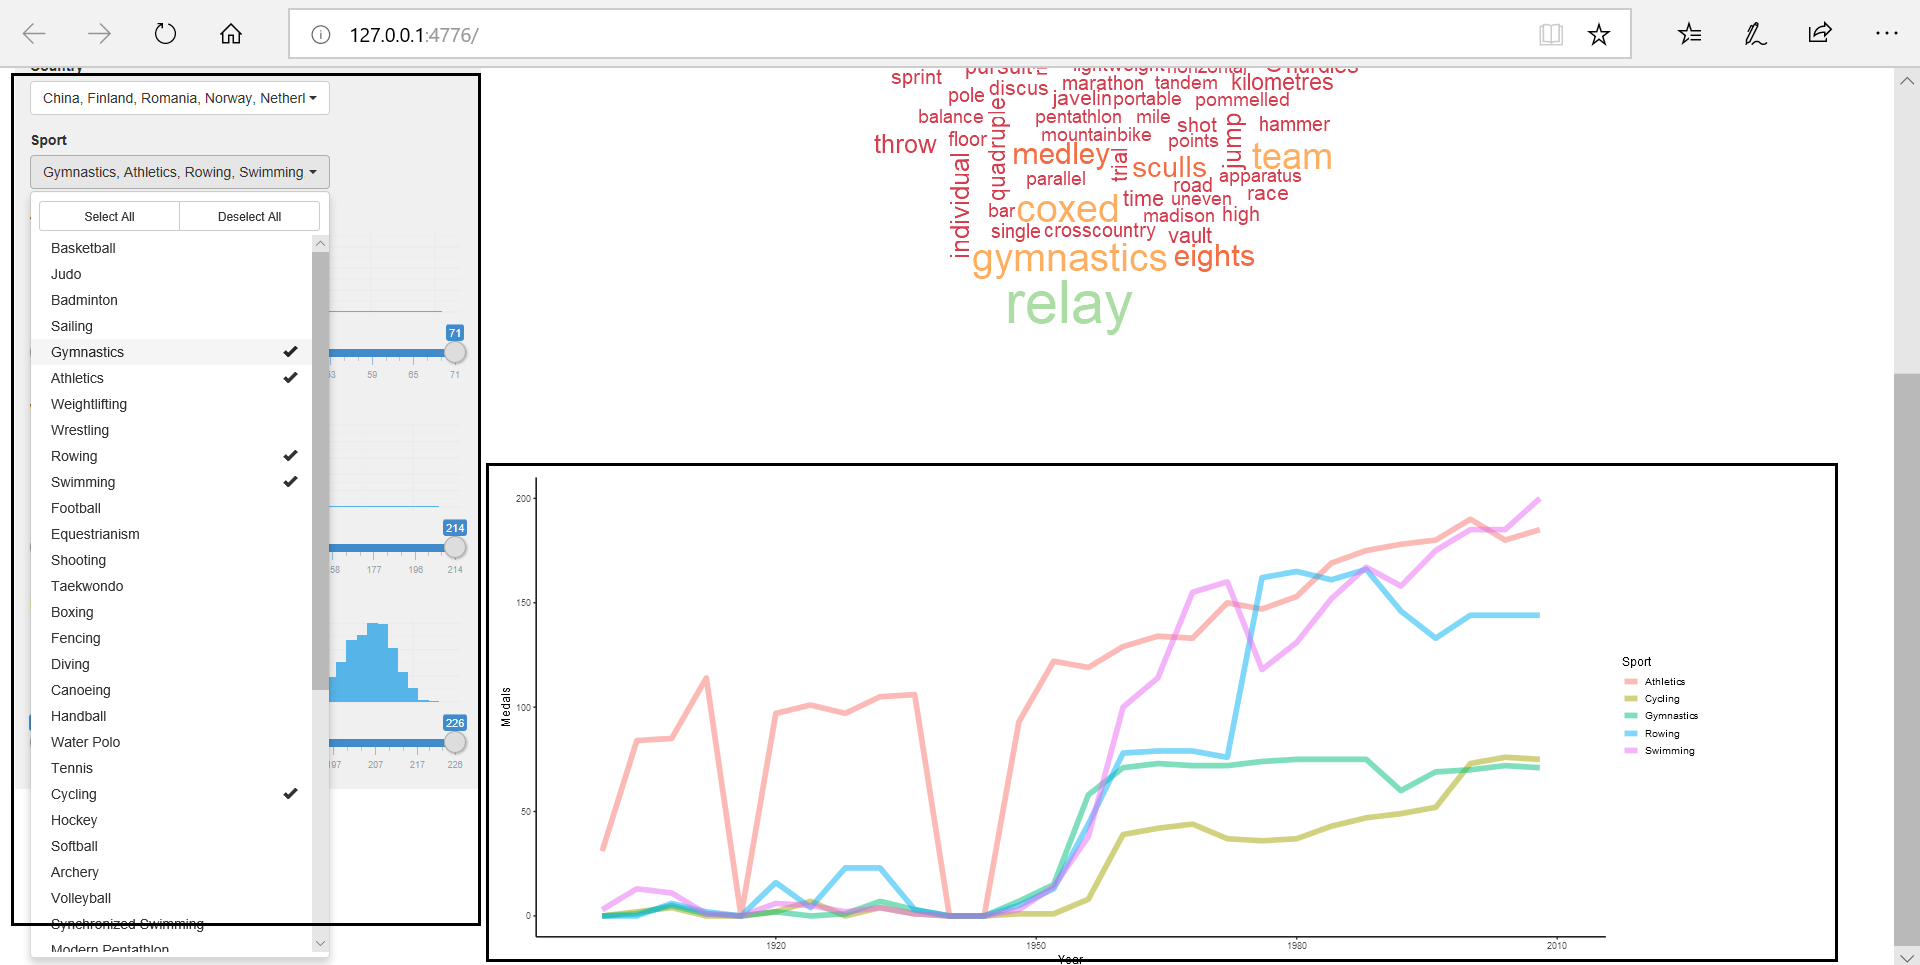 127.0.0.1:4776/
Country
China, Finland, Romania, Norway, Netherl
Sport
Gymnastics, Athletics, Rowing, Swimming
Select All
Deselect All
Basketball
Judo
Badminton
Sailing
Gymnastics
Athletics
Weightlifting
Wrestling
Rowing
Swimming
Football
Equestrianism
Shooting
Taekwondo
Boxing
Fencing
Diving
Canoeing
Handball
Water Polo
Tennis
Cycling
Hockey
Softball
Archery
Volleyball
Synchronized Swimming
Modern Pentathlon
71
53 59 65 71
214
58 177 196 214
226
197 207 217 226
pursuit lightweight horizontal hurdles
sprint marathon tandem kilometres
pole discus javelin portable pommelled
balance quadruple pentathlon mile shot jump hammer
throw floor mountainbike points
individual medley trial sculls team
parallel road apparatus
time uneven race
bar coxed madison high
single crosscountry vault
gymnastics eights
relay
200
150
100
50
0
Medals
1920 1950 1980 2010
Year
Sport
Athletics
Cycling
Gymnastics
Rowing
Swimming